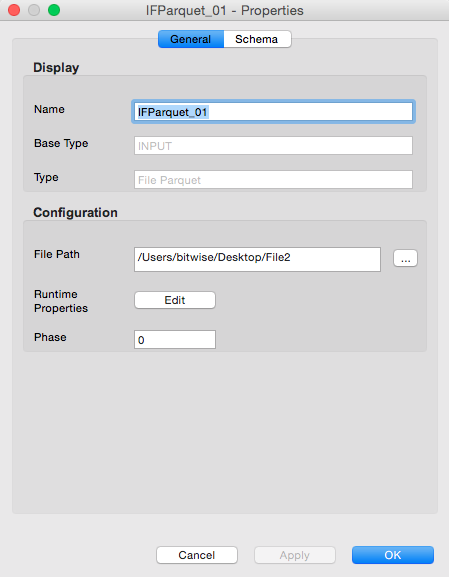 IFParquet_01 - Properties
General Schema
Display
Name IFParquet_01
Base Type INPUT
Type File Parquet
Configuration
File Path /Users/bitwise/Desktop/File2 ...
Runtime
Properties Edit
Phase 0
Cancel Apply OK